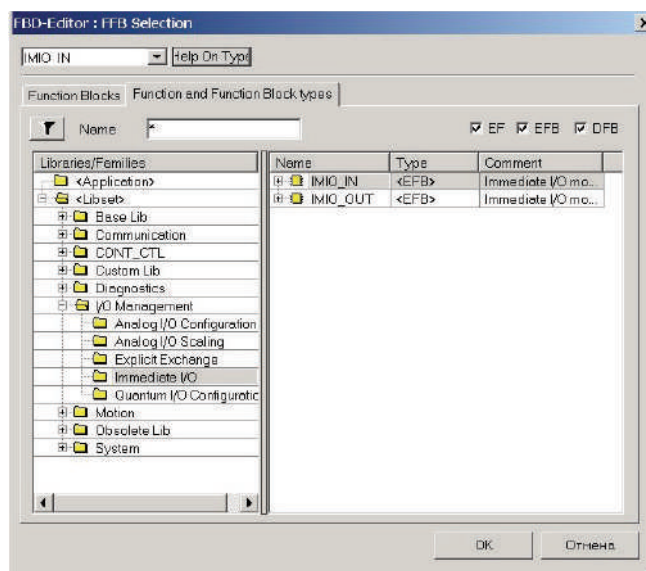 FBD-Editor : FFB Selection
IMIO_IN Help On Type
Function Blocks Function and Function Block types
Name * EF EFB DFB
Libraries/Families
<Application>
<Libset>
Base Lib
Communication
CONT_CTL
Custom Lib
Diagnostics
I/O Management
Analog I/O Configuration
Analog I/O Scaling
Explicit Exchange
Immediate I/O
Quantum I/O Configuratic
Motion
Obsolete Lib
System
Name Type Comment
IMIO_IN <EFB> Immediate I/O mo...
IMIO_OUT <EFB> Immediate I/O mo...
OK Отмена